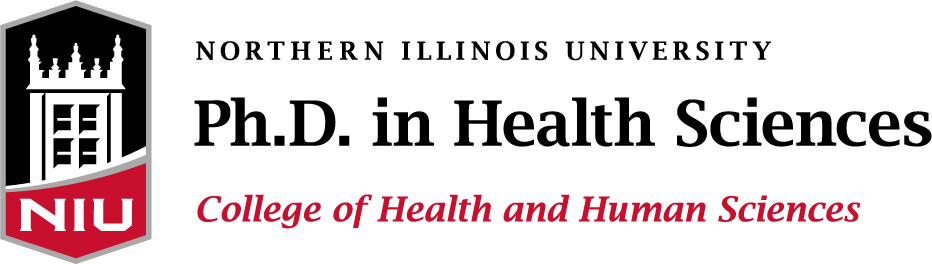 NORTHERN ILLINOIS UNIVERSITY
Ph.D. in Health Sciences
College of Health and Human Sciences
NIU